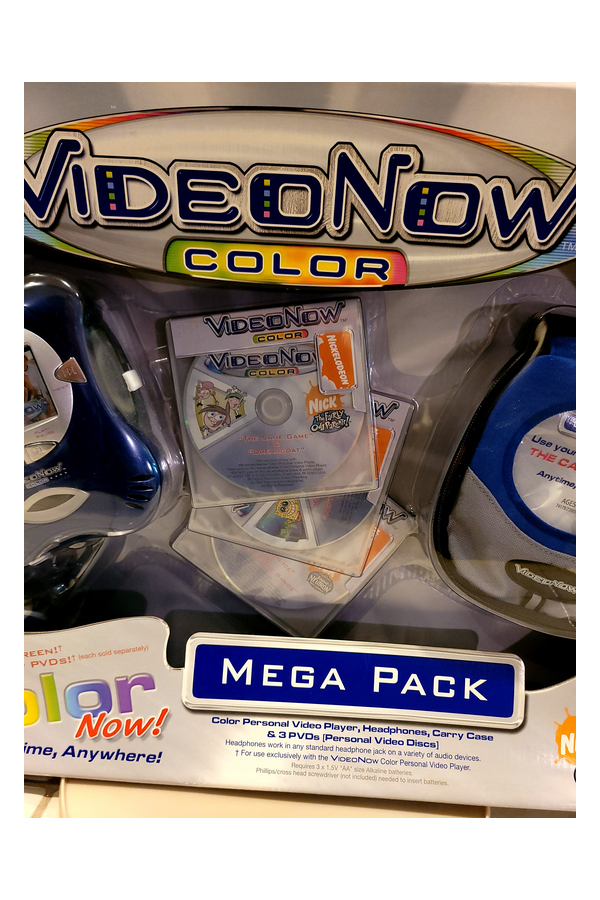 VIDEONOW TM
COLOR
VIDEONOW
COLOR
NICKELODEON
VIDEONOW
COLOR
NICK
The Fairly OddParents!
& 
Use your
THE CA
Anytime,
AGES
VIDEONOW
VIDEONOW
REEN!†
PVDs!† (each sold separately)
olor
Now!
ime, Anywhere!
MEGA PACK
Color Personal Video Player, Headphones, Carry Case
& 3 PVDs [Personal Video Discs]
Headphones work in any standard headphone jack on a variety of audio devices.
† For use exclusively with the VIDEONOW Color Personal Video Player.
Requires 3 x 1.5V "AA" size Alkaline batteries.
Phillips/cross head screwdriver (not included) needed to insert batteries.
N